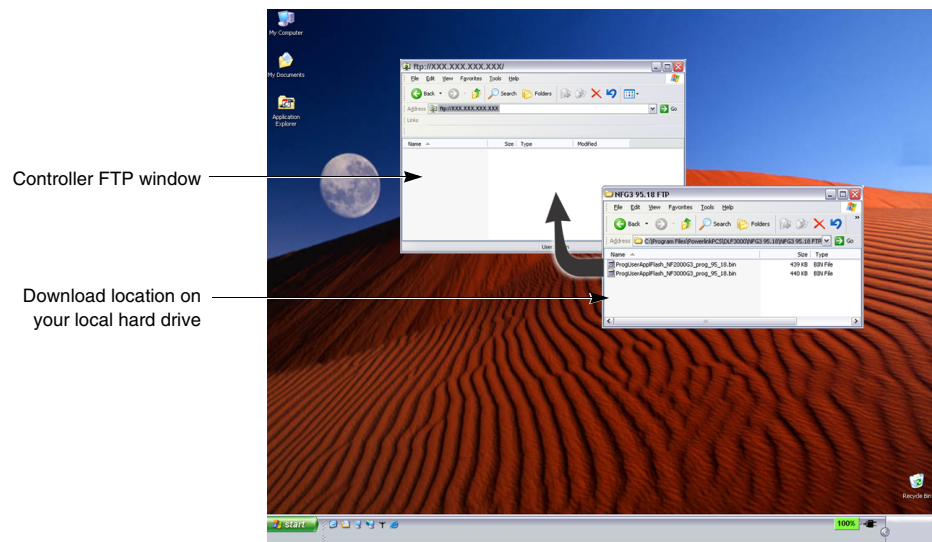 My Computer
My Documents
Application
Explorer
Controller FTP window
Download location on
your local hard drive
ftp://XXX.XXX.XXX.XXX/
File Edit View Favorites Tools Help
Back Search Folders
Address ftp://XXX.XXX.XXX.XXX Go
Links
Name Size Type Modified
User
NFG3 95.18 FTP
File Edit View Favorites Tools Help
Back Search Folders »
Address C:\Program Files\PowerlinkPCS\DLF3000\NFG3 95.18\NFG3 95.18 FTP Go
Name Size Type
ProgUserApplFlash_NF2000G3_prog_95_18.bin 439 KB BIN File
ProgUserApplFlash_NF3000G3_prog_95_18.bin 440 KB BIN File
Recycle Bin
start
100%